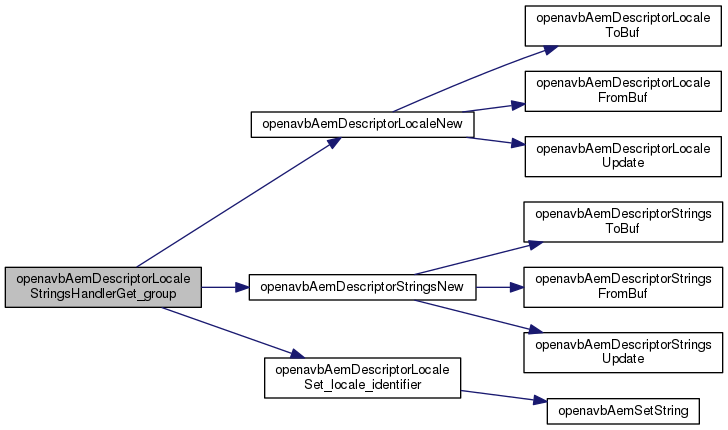 openavbAemDescriptorLocale
StringsHandlerGet_group
openavbAemDescriptorLocaleNew
openavbAemDescriptorLocale
ToBuf
openavbAemDescriptorLocale
FromBuf
openavbAemDescriptorLocale
Update
openavbAemDescriptorStringsNew
openavbAemDescriptorStrings
ToBuf
openavbAemDescriptorStrings
FromBuf
openavbAemDescriptorStrings
Update
openavbAemDescriptorLocale
Set_locale_identifier
openavbAemSetString